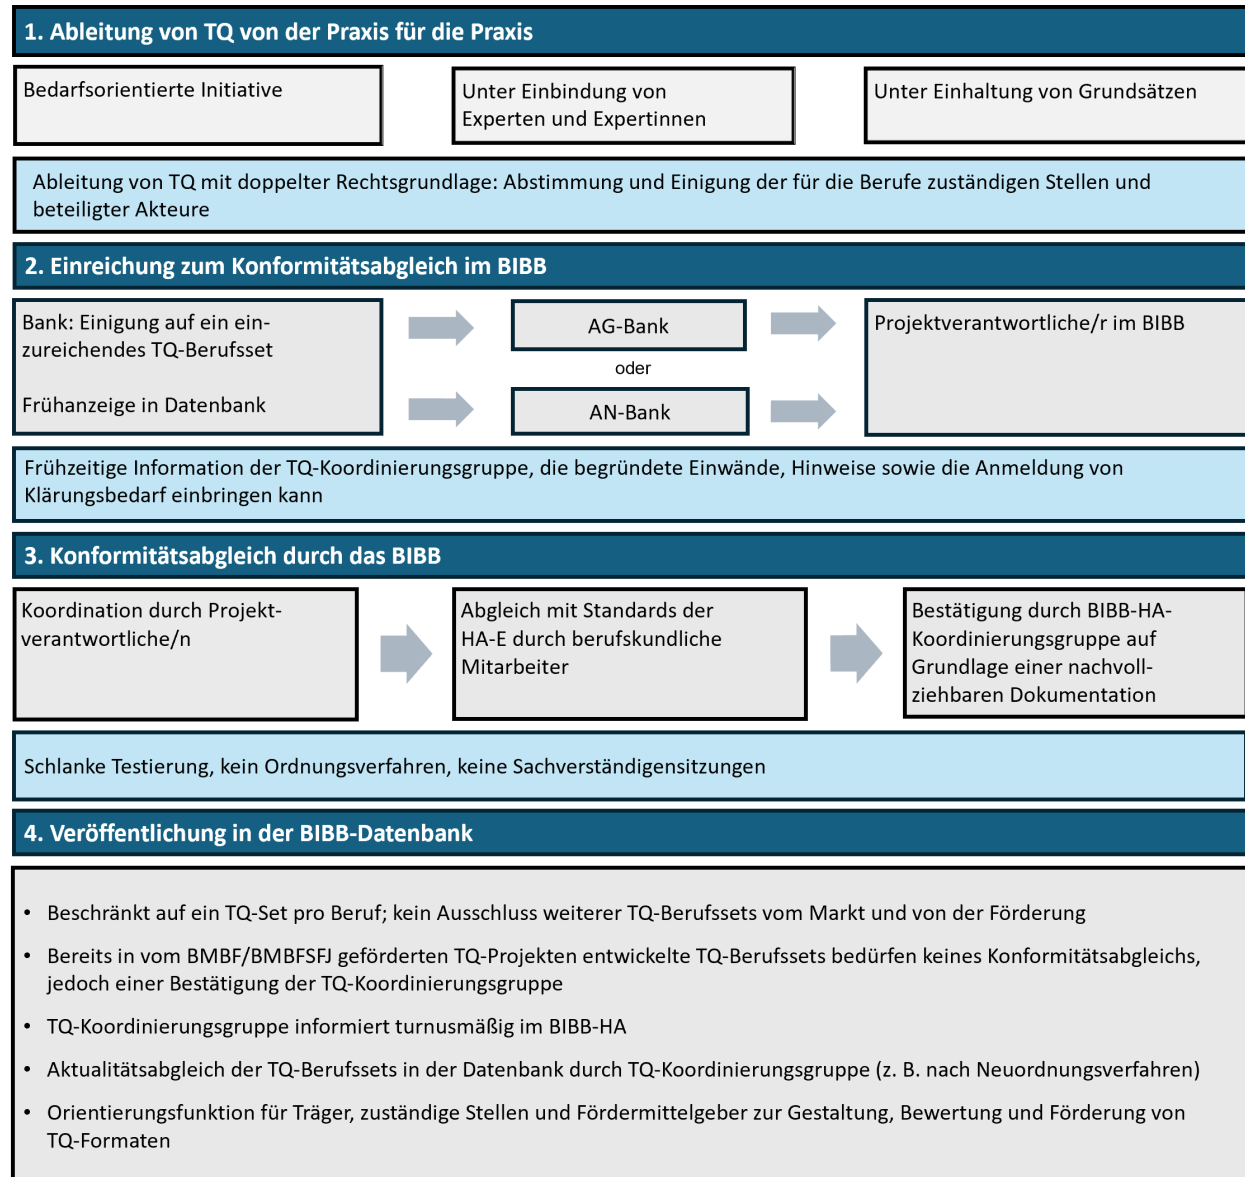 1. Ableitung von TQ von der Praxis für die Praxis
Bedarfsorientierte Initiative
Unter Einbindung von
Experten und Expertinnen
Unter Einhaltung von Grundsätzen
Ableitung von TQ mit doppelter Rechtsgrundlage: Abstimmung und Einigung der für die Berufe zuständigen Stellen und
beteiligter Akteure
2. Einreichung zum Konformitätsabgleich im BIBB
Bank: Einigung auf ein ein-
zureichendes TQ-Berufsset
Frühanzeige in Datenbank
AG-Bank
oder
AN-Bank
Projektverantwortliche/r im BIBB
Frühzeitige Information der TQ-Koordinierungsgruppe, die begründete Einwände, Hinweise sowie die Anmeldung von
Klärungsbedarf einbringen kann
3. Konformitätsabgleich durch das BIBB
Koordination durch Projekt-
verantwortliche/n
Abgleich mit Standards der
HA-E durch berufskundliche
Mitarbeiter
Bestätigung durch BIBB-HA-
Koordinierungsgruppe auf
Grundlage einer nachvoll-
ziehbaren Dokumentation
Schlanke Testierung, kein Ordnungsverfahren, keine Sachverständigensitzungen
4. Veröffentlichung in der BIBB-Datenbank
• Beschränkt auf ein TQ-Set pro Beruf; kein Ausschluss weiterer TQ-Berufssets vom Markt und von der Förderung
• Bereits in vom BMBF/BMBFSFJ geförderten TQ-Projekten entwickelte TQ-Berufssets bedürfen keines Konformitätsabgleichs,
jedoch einer Bestätigung der TQ-Koordinierungsgruppe
• TQ-Koordinierungsgruppe informiert turnusmäßig im BIBB-HA
• Aktualitätsabgleich der TQ-Berufssets in der Datenbank durch TQ-Koordinierungsgruppe (z. B. nach Neuordnungsverfahren)
• Orientierungsfunktion für Träger, zuständige Stellen und Fördermittelgeber zur Gestaltung, Bewertung und Förderung von
TQ-Formaten